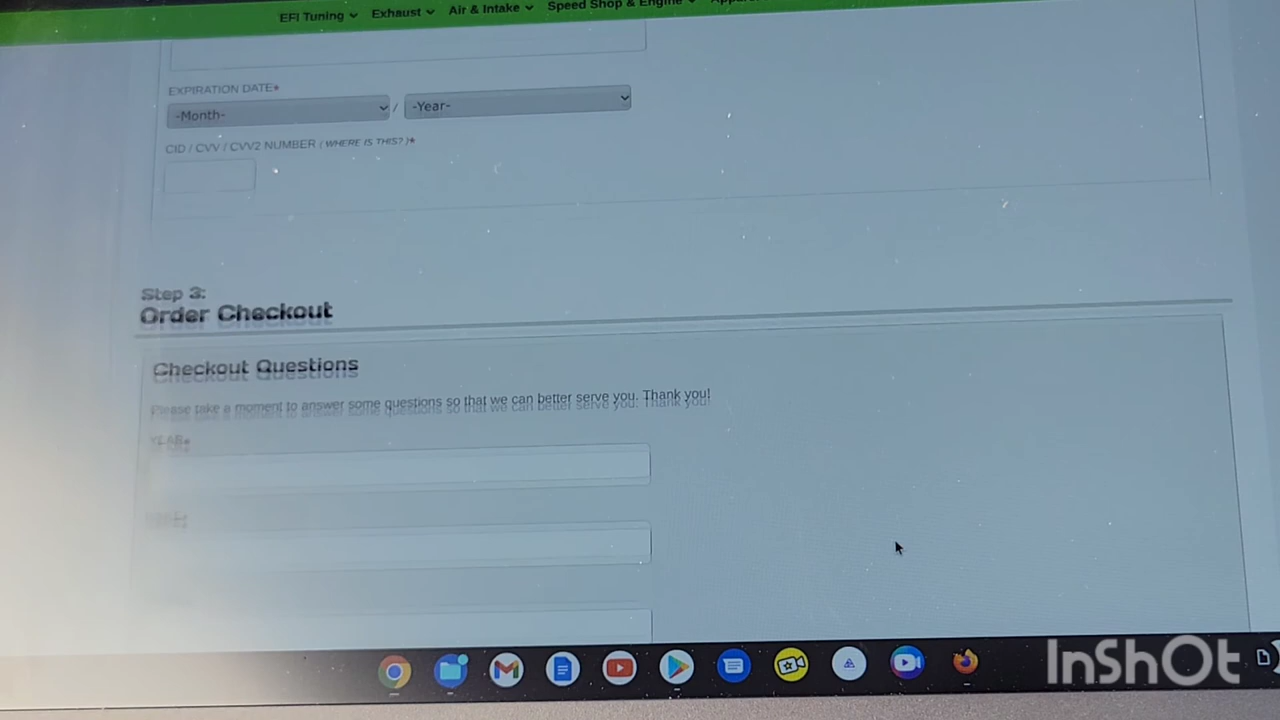 EFI Tuning Exhaust Air & Intake Speed Shop & Engine
EXPIRATION DATE*
-Month- / -Year-
CID / CVV / CVV2 NUMBER ( WHERE IS THIS? )*
Step 3:
Order Checkout
Checkout Questions
Please take a moment to answer some questions so that we can better serve you. Thank you!
YEAR*
InShOt